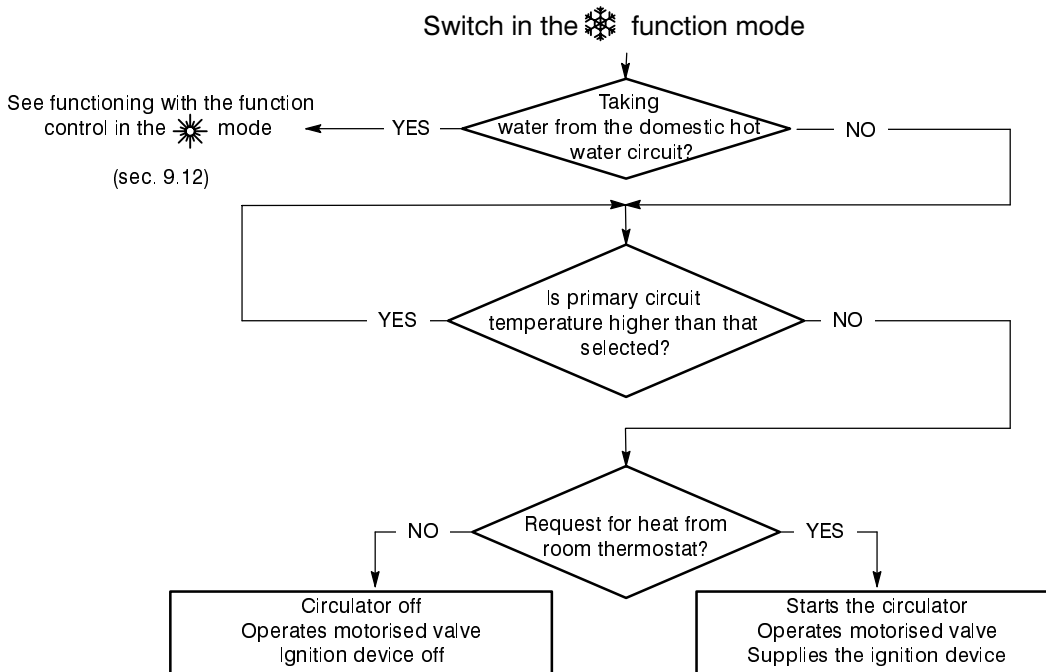 Switch in the function mode
Taking
water from the domestic hot
water circuit?
YES
NO
See functioning with the function
control in the mode
(sec. 9.12)
Is primary circuit
temperature higher than that
selected?
YES
NO
Request for heat from
room thermostat?
NO
YES
Circulator off
Operates motorised valve
Ignition device off
Starts the circulator
Operates motorised valve
Supplies the ignition device